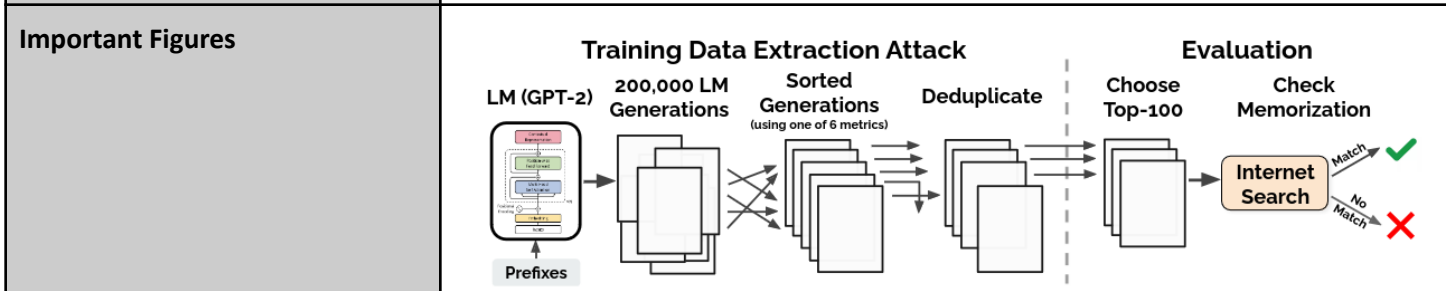 Important Figures
Training Data Extraction Attack
Evaluation
LM (GPT-2)
200,000 LM
Generations
Sorted
Generations
(using one of 6 metrics)
Deduplicate
Choose
Top-100
Check
Memorization
Prefixes
Internet
Search
Match
No
Match